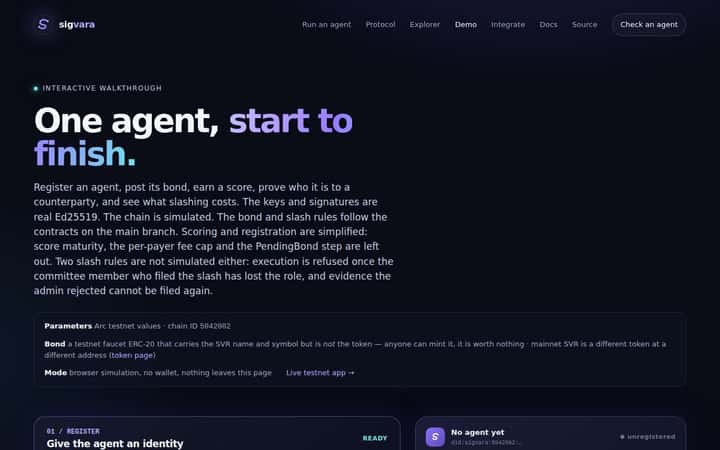 sigvara
Run an agent Protocol Explorer Demo Integrate Docs Source Check an agent
INTERACTIVE WALKTHROUGH
One agent, start to
finish.
Register an agent, post its bond, earn a score, prove who it is to a
counterparty, and see what slashing costs. The keys and signatures are
real Ed25519. The chain is simulated. The bond and slash rules follow the
contracts on the main branch. Scoring and registration are simplified:
score maturity, the per-payer fee cap and the PendingBond step are left
out. Two slash rules are not simulated either: execution is refused once the
committee member who filed the slash has lost the role, and evidence the
admin rejected cannot be filed again.
Parameters Arc testnet values · chain ID 5042002
Bond a testnet faucet ERC-20 that carries the SVR name and symbol but is not the token — anyone can mint it, it is worth nothing · mainnet SVR is a different token at a
different address (token page)
Mode browser simulation, no wallet, nothing leaves this page Live testnet app →
01 / REGISTER
Give the agent an identity
READY
No agent yet
did:sigvara:5042002:…
unregistered